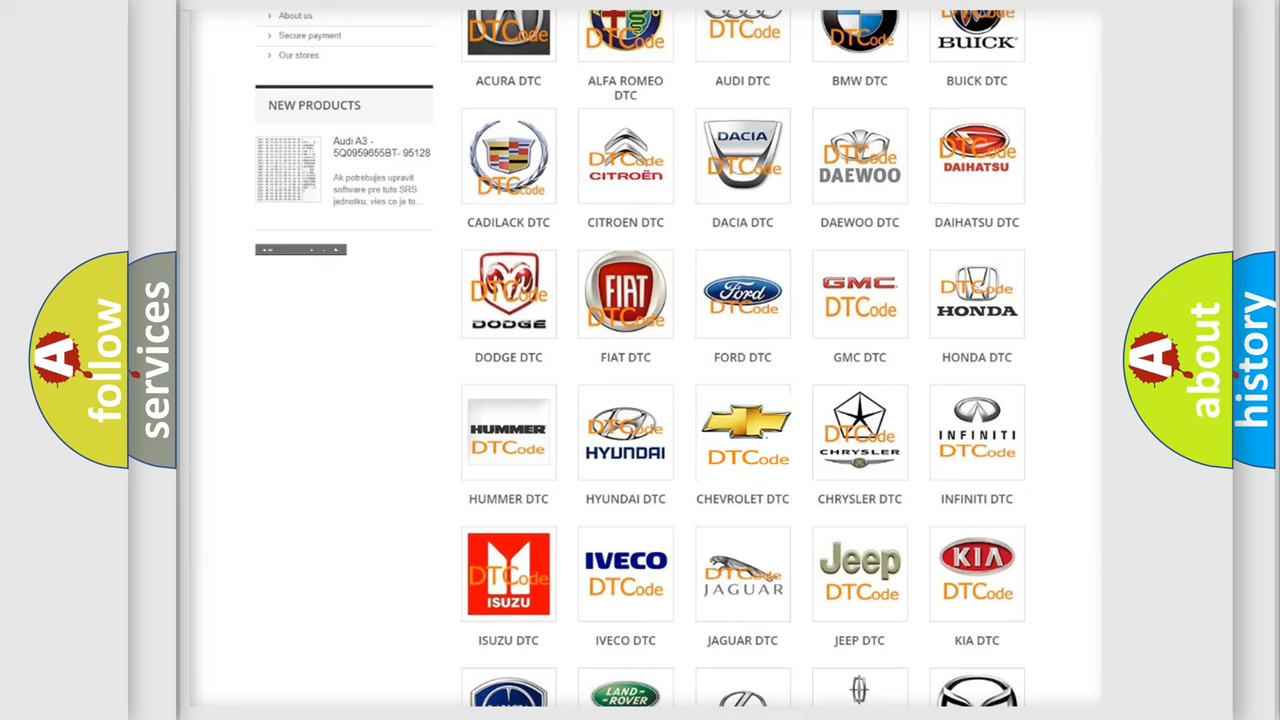 About us
Secure payment
Our stores
NEW PRODUCTS
Audi A3 -
5Q0959655BT- 95128
Ak potrebujes upravit
software pre tuto SRS
jednotku, vies co je to...
DTCode DTCode DTCode DTCode BUICK
ACURA DTC ALFA ROMEO DTC AUDI DTC BMW DTC BUICK DTC
DTCode DTCode CITROËN DACIA DTCode DTCode DAEWOO DTCode DAIHATSU
CADILACK DTC CITROEN DTC DACIA DTC DAEWOO DTC DAIHATSU DTC
DTCode DODGE FIAT DTCode Ford DTCode GMC DTCode DTCode HONDA
DODGE DTC FIAT DTC FORD DTC GMC DTC HONDA DTC
HUMMER DTCode DTCode HYUNDAI DTCode DTCode CHRYSLER INFINITI DTCode
HUMMER DTC HYUNDAI DTC CHEVROLET DTC CHRYSLER DTC INFINITI DTC
DTCode ISUZU IVECO DTCode DTCode JAGUAR Jeep DTCode KIA DTCode
ISUZU DTC IVECO DTC JAGUAR DTC JEEP DTC KIA DTC
LAND-
ROVER
A follow
services
A about
history